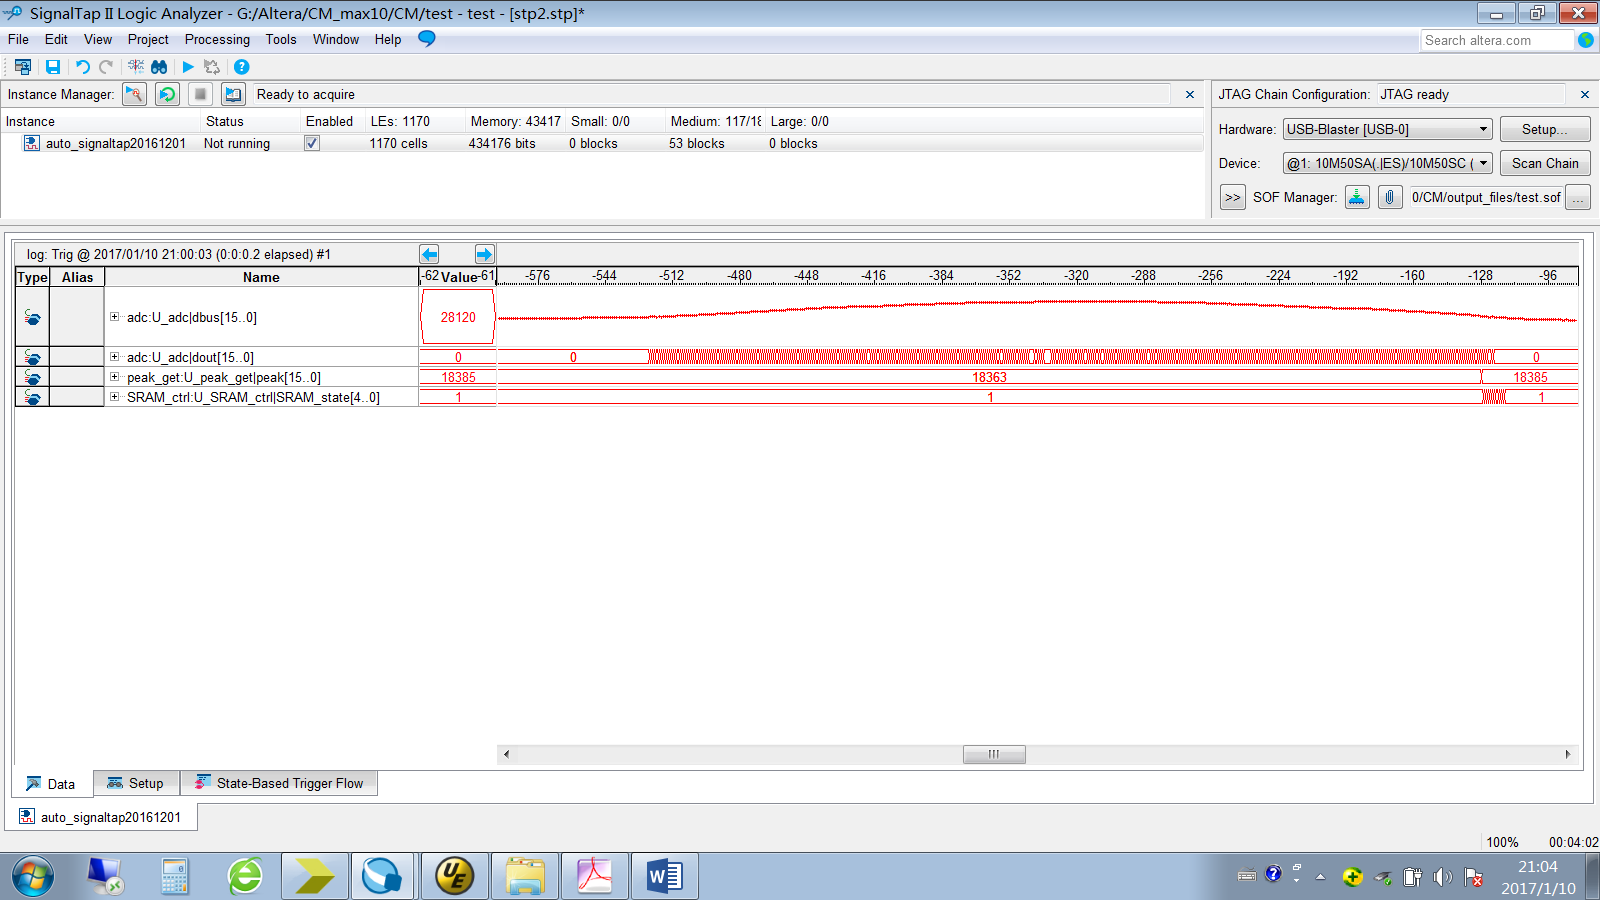 SignalTap II Logic Analyzer - G:/Altera/CM_max10/CM/test - test - [stp2.stp]*
File Edit View Project Processing Tools Window Help
Search altera.com
Instance Manager: Ready to acquire
JTAG Chain Configuration: JTAG ready
Instance Status Enabled LEs: 1170 Memory: 43417 Small: 0/0 Medium: 117/18 Large: 0/0
auto_signaltap20161201 Not running 1170 cells 434176 bits 0 blocks 53 blocks 0 blocks
Hardware: USB-Blaster [USB-0] Setup...
Device: @1: 10M50SA(.|ES)/10M50SC ( Scan Chain
>> SOF Manager: 0/CM/output_files/test.sof ...
log: Trig @ 2017/01/10 21:00:03 (0:0:0.2 elapsed) #1
Type Alias Name -62 Value -61 -576 -544 -512 -480 -448 -416 -384 -352 -320 -288 -256 -224 -192 -160 -128 -96
adc:U_adc|dbus[15..0] 28120
adc:U_adc|dout[15..0] 0 0 0
peak_get:U_peak_get|peak[15..0] 18385 18363 18385
SRAM_ctrl:U_SRAM_ctrl|SRAM_state[4..0] 1 1 1
Data Setup State-Based Trigger Flow
auto_signaltap20161201
100% 00:04:02
21:04
2017/1/10